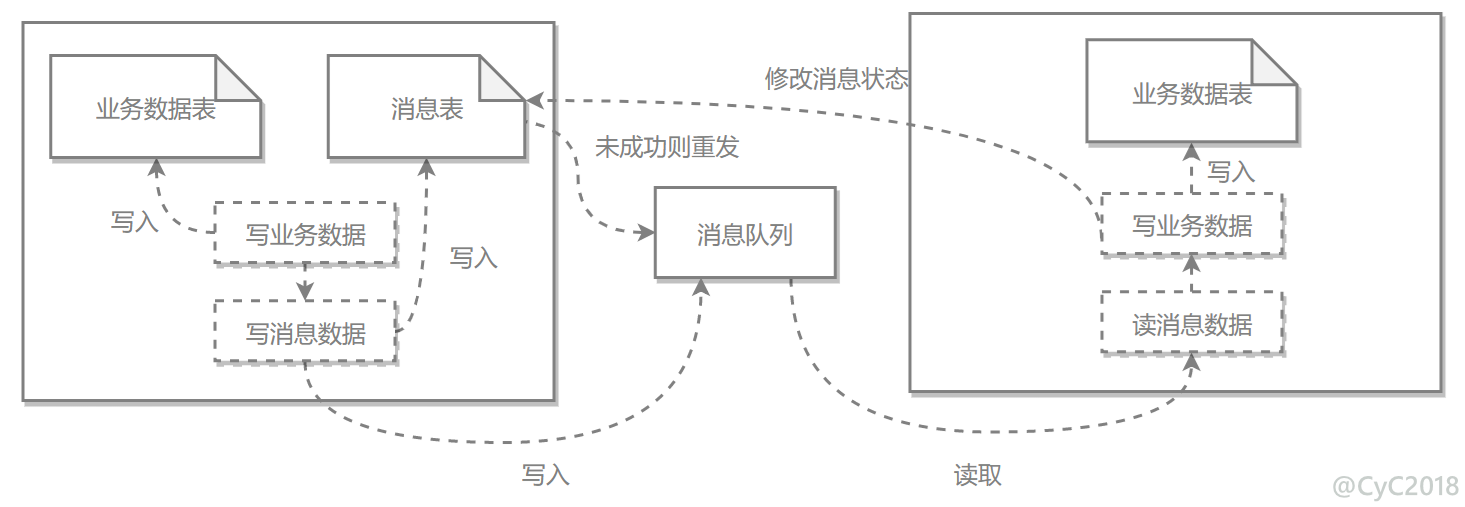 业务数据表
消息表
写入
写业务数据
写入
写消息数据
写入
未成功则重发
消息队列
修改消息状态
业务数据表
写入
写业务数据
读消息数据
读取
@CyC2018